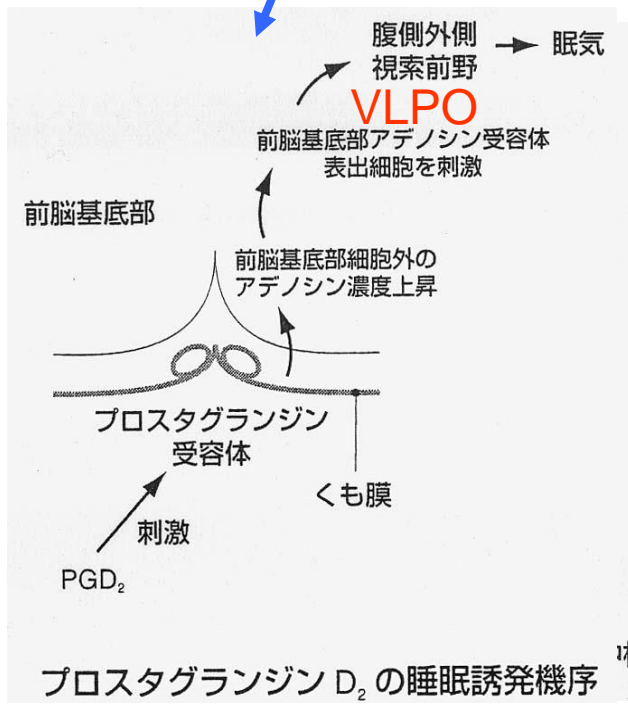 腹側外側
視索前野
→ 眠気
VLPO
前脳基底部アデノシン受容体
表出細胞を刺激
前脳基底部
前脳基底部細胞外の
アデノシン濃度上昇
プロスタグランジン
受容体
くも膜
刺激
PGD₂
プロスタグランジン D₂ の睡眠誘発機序